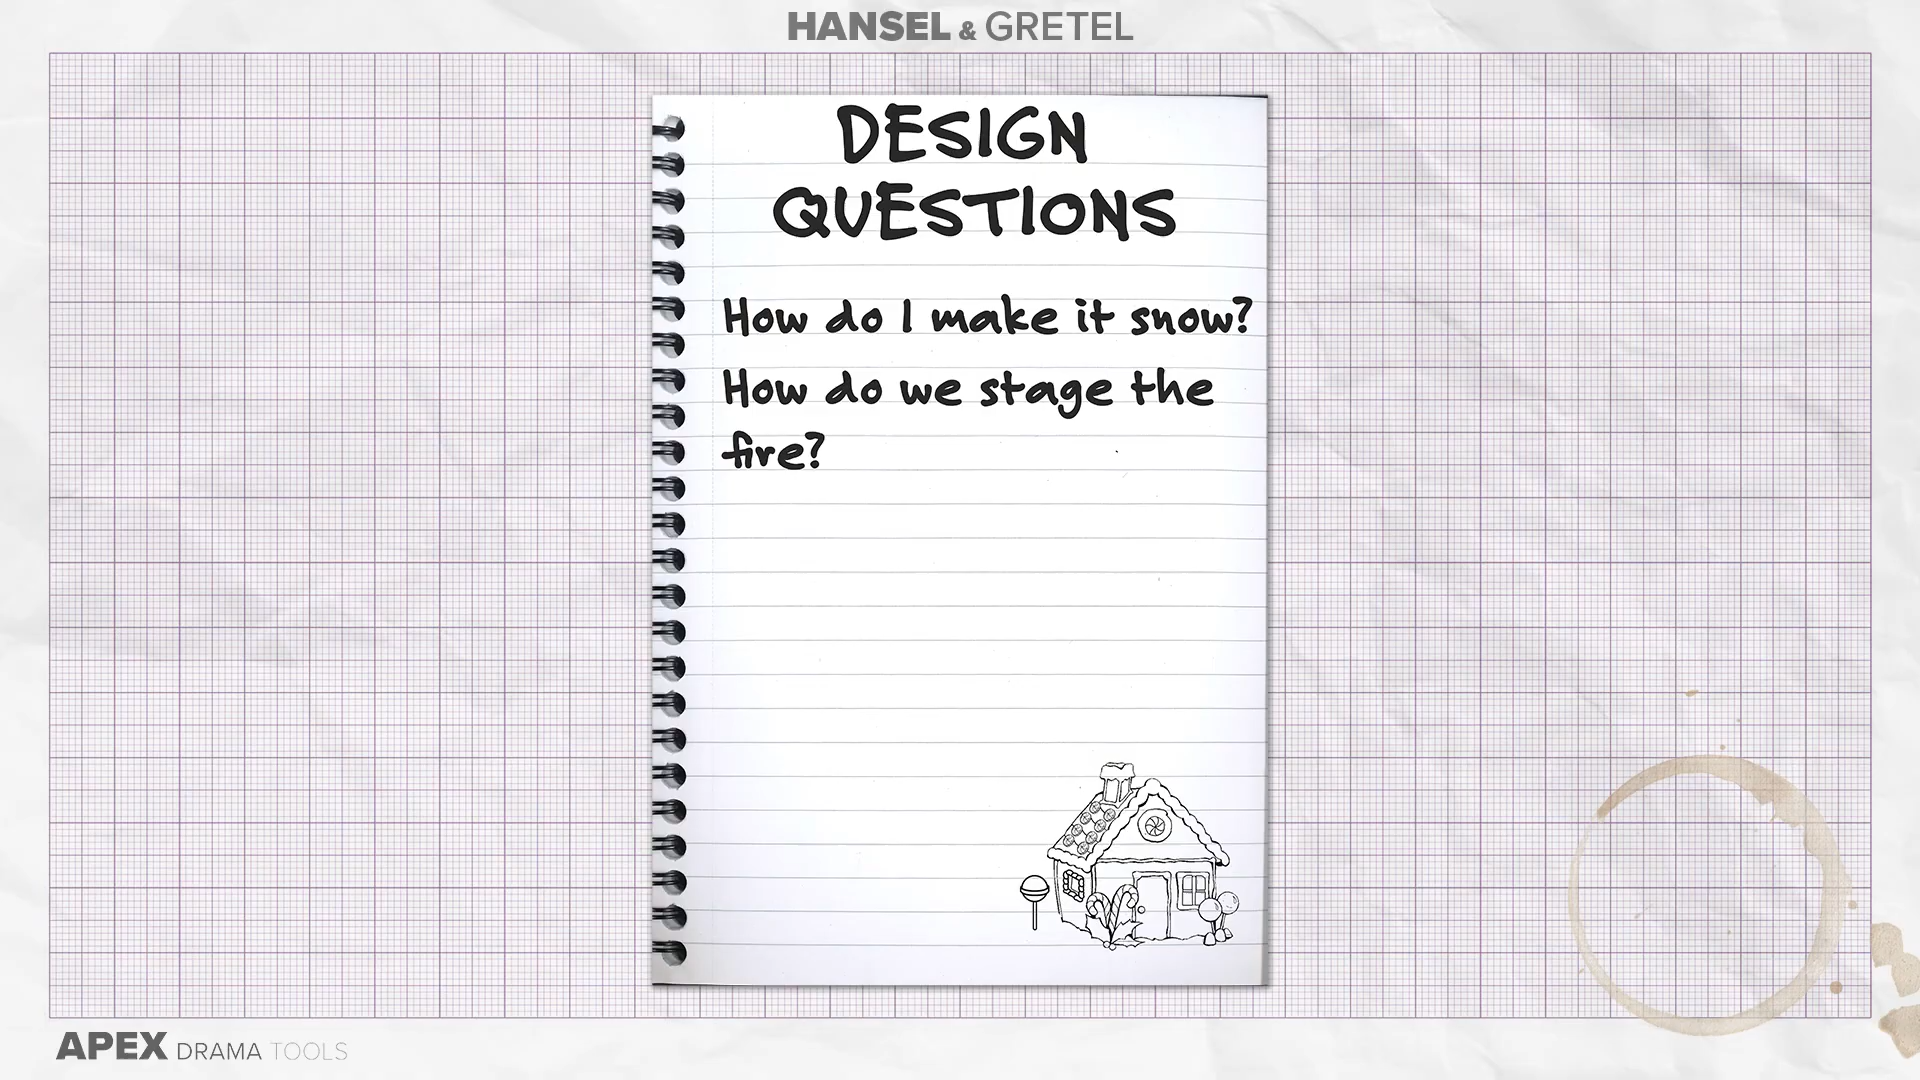 HANSEL & GRETEL
DESIGN
QUESTIONS
How do I make it snow?
How do we stage the
fire?
APEX DRAMA TOOLS